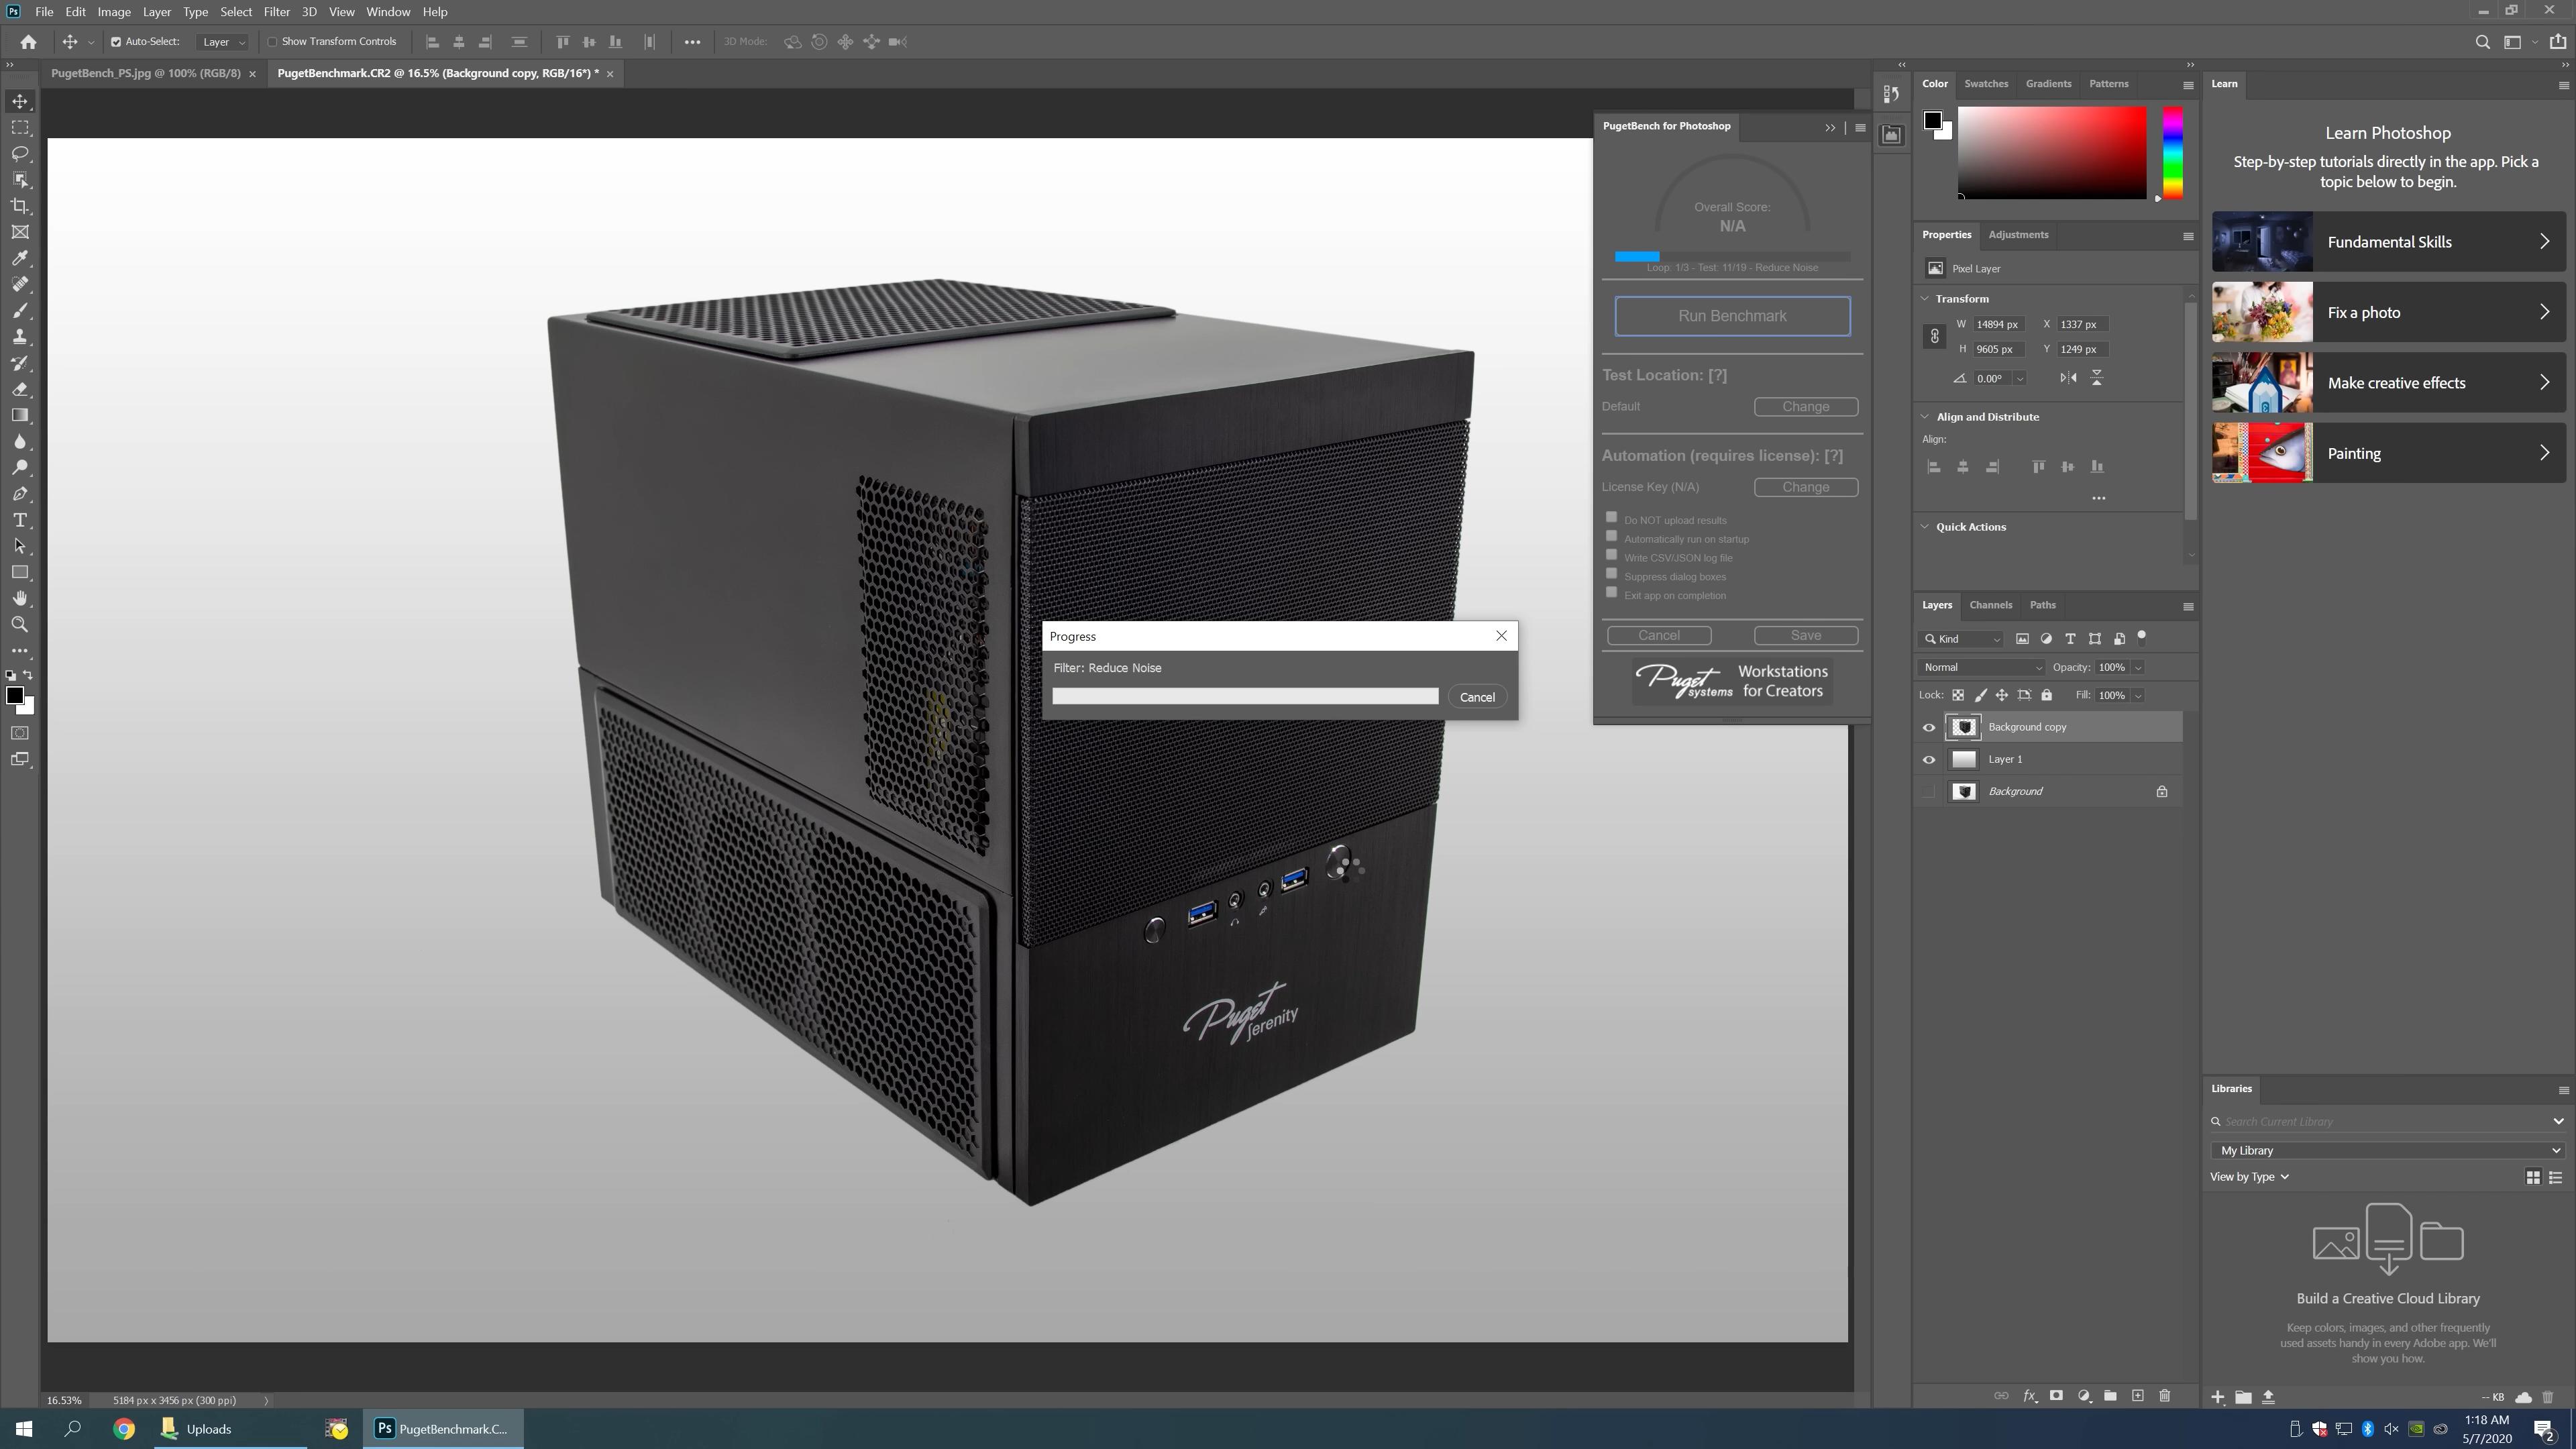 Ps File Edit Image Layer Type Select Filter 3D View Window Help
Auto-Select: Layer Show Transform Controls 3D Mode:
PugetBench_PS.jpg @ 100% (RGB/8) × PugetBenchmark.CR2 @ 16.5% (Background copy, RGB/16*) * ×
PugetBench for Photoshop
Overall Score:
N/A
Loop: 1/3 - Test: 11/19 - Reduce Noise
Run Benchmark
Test Location: [?]
Default Change
Automation (requires license): [?]
License Key (N/A) Change
Do NOT upload results
Automatically run on startup
Write CSV/JSON log file
Suppress dialog boxes
Exit app on completion
Cancel Save
Puget Systems Workstations for Creators
Progress
Filter: Reduce Noise
Cancel
Puget
Serenity
Color Swatches Gradients Patterns
Properties Adjustments
Pixel Layer
Transform
W 14894 px X 1337 px
H 9605 px Y 1249 px
0.00°
Align and Distribute
Align:
Quick Actions
Layers Channels Paths
Kind
Normal Opacity: 100%
Lock: Fill: 100%
Background copy
Layer 1
Background
fx
Learn
Learn Photoshop
Step-by-step tutorials directly in the app. Pick a
topic below to begin.
Fundamental Skills
Fix a photo
Make creative effects
Painting
Libraries
Search Current Library
My Library
View by Type
Build a Creative Cloud Library
Keep colors, images, and other frequently
used assets handy in every Adobe app. We'll
show you how.
-- KB
16.53% 5184 px x 3456 px (300 ppi)
Uploads Ps PugetBenchmark.C...
1:18 AM
5/7/2020
2